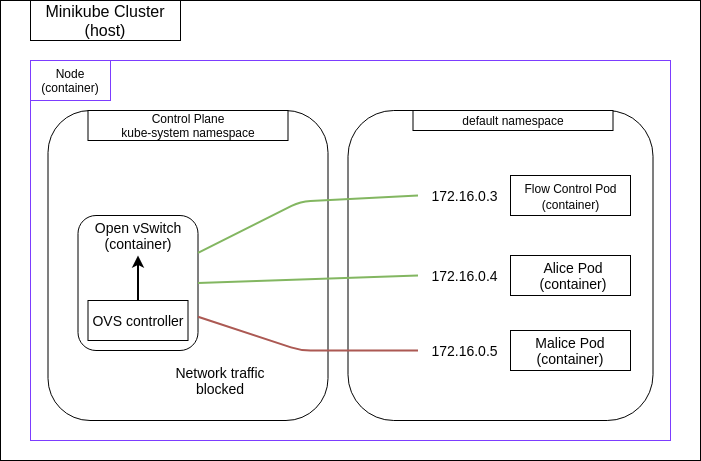 Minikube Cluster
(host)
Node
(container)
Control Plane
kube-system namespace
default namespace
Open vSwitch
(container)
OVS controller
Network traffic
blocked
172.16.0.3
Flow Control Pod
(container)
172.16.0.4
Alice Pod
(container)
172.16.0.5
Malice Pod
(container)